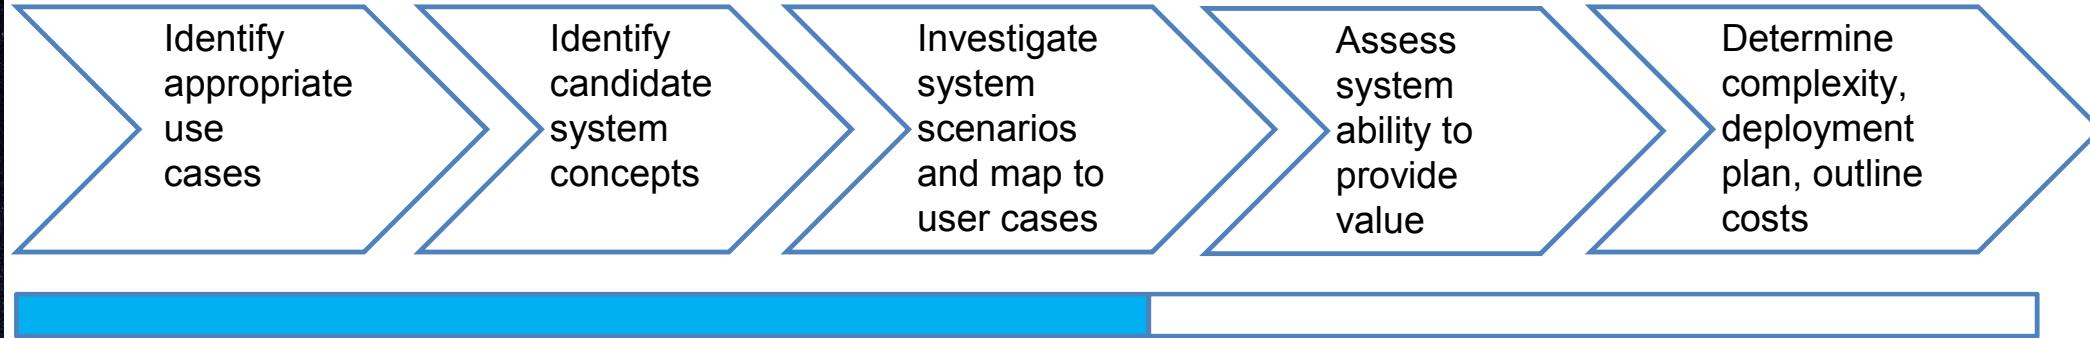 Identify
appropriate
use
cases
Identify
candidate
system
concepts
Investigate
system
scenarios
and map to
user cases
Assess
system
ability to
provide
value
Determine
complexity,
deployment
plan, outline
costs